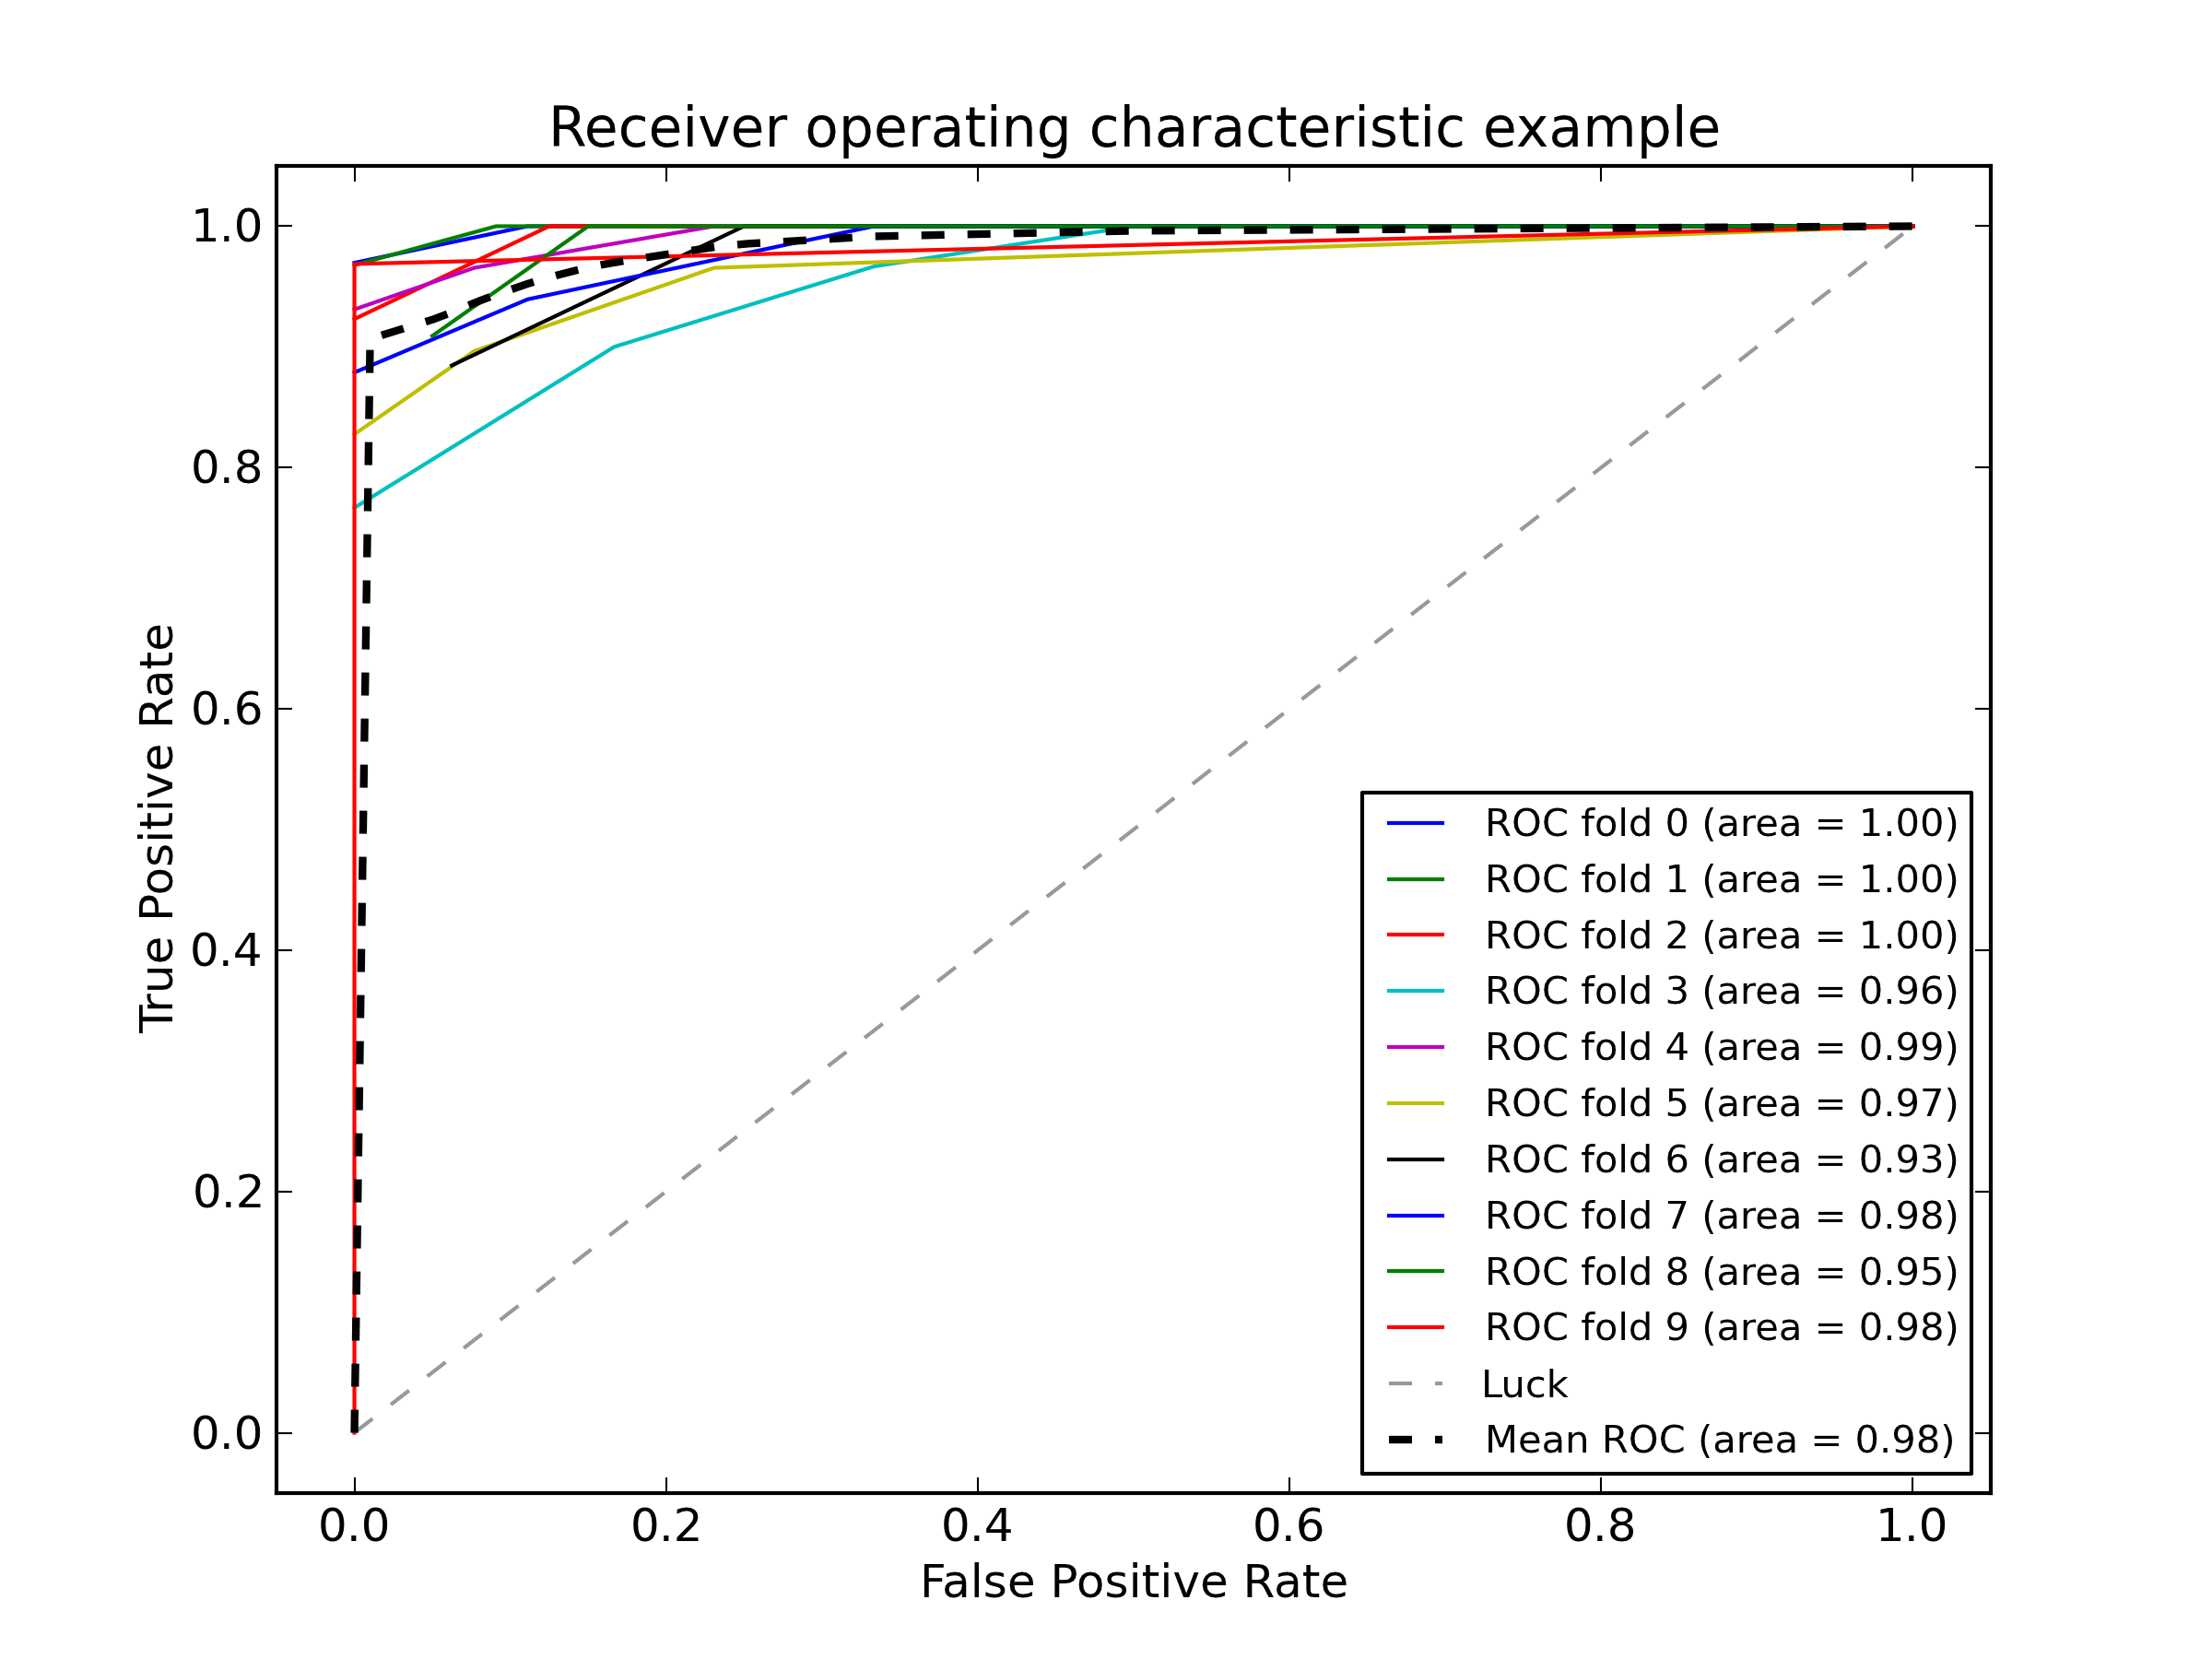 Receiver operating characteristic example
1.0
0.8
0.6
0.4
0.2
0.0
True Positive Rate
0.0 0.2 0.4 0.6 0.8 1.0
False Positive Rate
ROC fold 0 (area = 1.00)
ROC fold 1 (area = 1.00)
ROC fold 2 (area = 1.00)
ROC fold 3 (area = 0.96)
ROC fold 4 (area = 0.99)
ROC fold 5 (area = 0.97)
ROC fold 6 (area = 0.93)
ROC fold 7 (area = 0.98)
ROC fold 8 (area = 0.95)
ROC fold 9 (area = 0.98)
Luck
Mean ROC (area = 0.98)